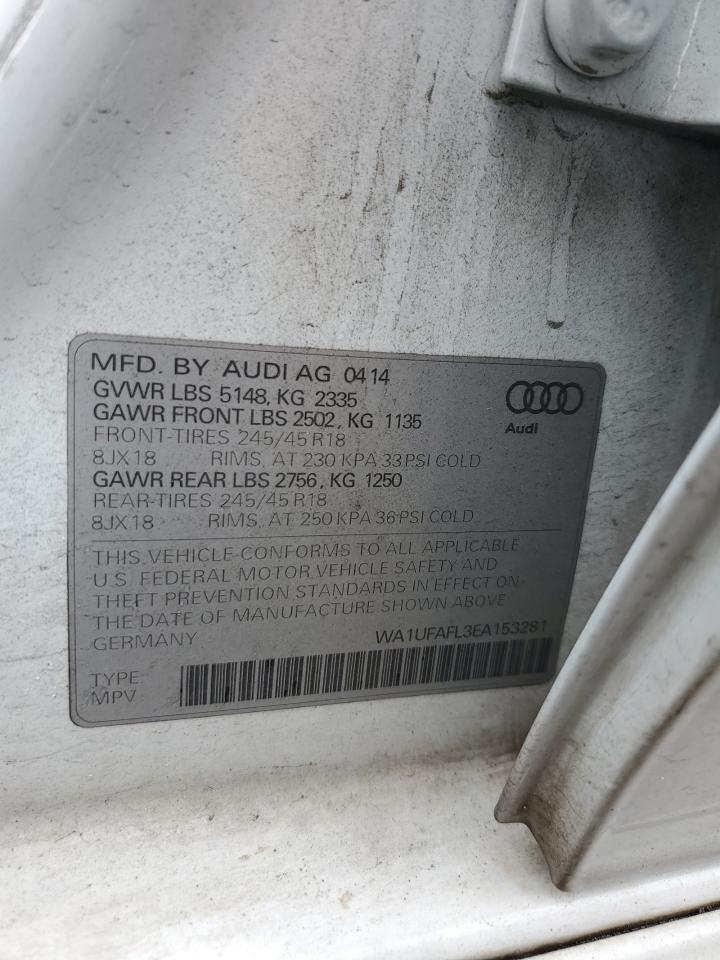 MFD. BY AUDI AG 0414
GVWR LBS 5148, KG 2335
GAWR FRONT LBS 2502, KG 1135
FRONT-TIRES 245/45 R18
8JX18 RIMS, AT 230 KPA 33 PSI COLD
GAWR REAR LBS 2756, KG 1250
REAR-TIRES 245/45 R18
8JX18 RIMS, AT 250 KPA 36 PSI COLD
Audi
THIS VEHICLE CONFORMS TO ALL APPLICABLE
U.S. FEDERAL MOTOR VEHICLE SAFETY AND
THEFT PREVENTION STANDARDS IN EFFECT ON
THE DATE OF MANUFACTURE SHOWN ABOVE.
GERMANY WA1UFAFL3EA153281
TYPE:
MPV